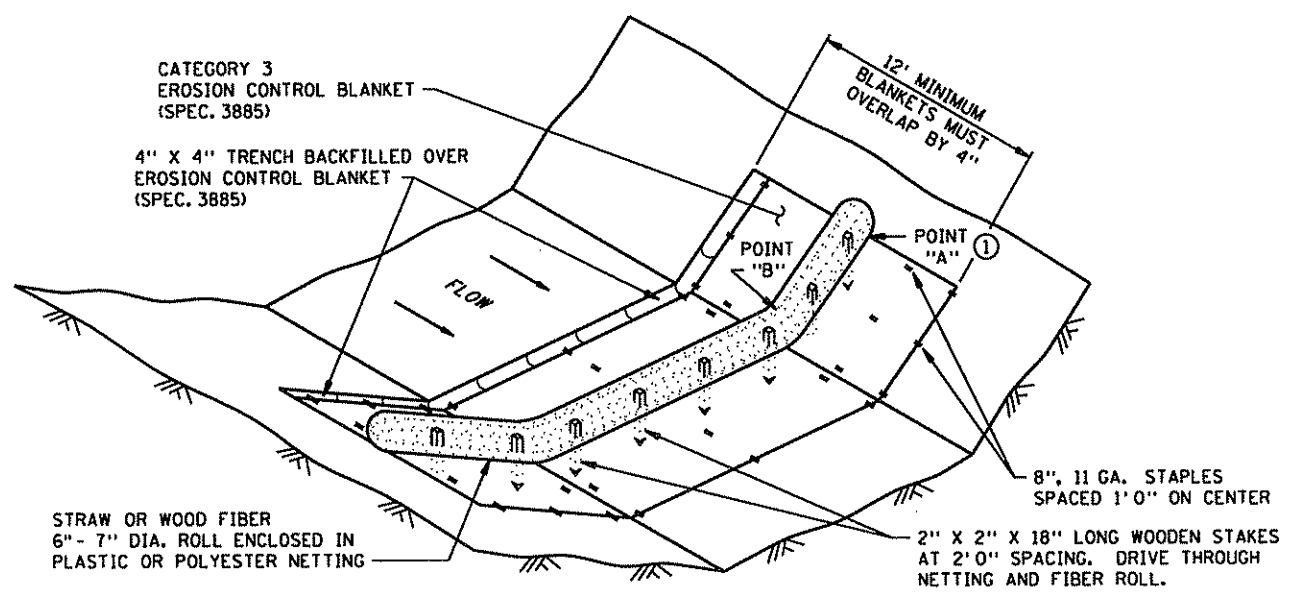 CATEGORY 3
EROSION CONTROL BLANKET
(SPEC. 3885)
4" X 4" TRENCH BACKFILLED OVER
EROSION CONTROL BLANKET
(SPEC. 3885)
12' MINIMUM
BLANKETS MUST
OVERLAP BY 4"
POINT
"A"
1
POINT
"B"
FLOW
8", 11 GA. STAPLES
SPACED 1'0" ON CENTER
2" X 2" X 18" LONG WOODEN STAKES
AT 2'0" SPACING. DRIVE THROUGH
NETTING AND FIBER ROLL.
STRAW OR WOOD FIBER
6"- 7" DIA. ROLL ENCLOSED IN
PLASTIC OR POLYESTER NETTING